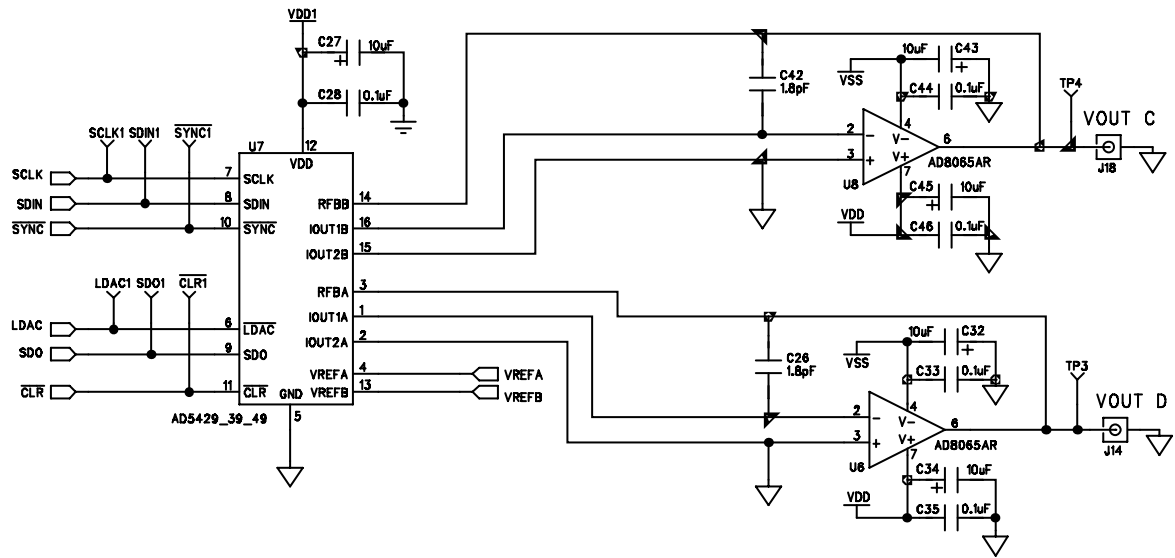 VDD1
C27
10uF
+
C28
0.1uF
SCLK1 SDIN1 SYNC1
U7
12
VDD
SCLK
7
SCLK
SDIN
8
SDIN
SYNC
10
SYNC
RFBB
14
IOUT1B
16
IOUT2B
15
LDAC1 SDO1 CLR1
RFBA
3
IOUT1A
1
IOUT2A
2
LDAC
6
LDAC
SDO
9
SDO
VREFA
4
VREFA
VREFB
13
VREFB
CLR
11
CLR
GND
5
AD5429_39_49
C42
1.8pF
VSS
10uF
C43
+
C44
0.1uF
4
2
-
V-
3
+
V+
6
AD8065AR
U8
7
C45
10uF
+
VDD
C46
0.1uF
TP4
VOUT C
J18
C26
1.8pF
VSS
10uF
C32
+
C33
0.1uF
4
2
-
V-
3
+
V+
6
AD8065AR
U6
7
C34
10uF
+
VDD
C35
0.1uF
TP3
VOUT D
J14